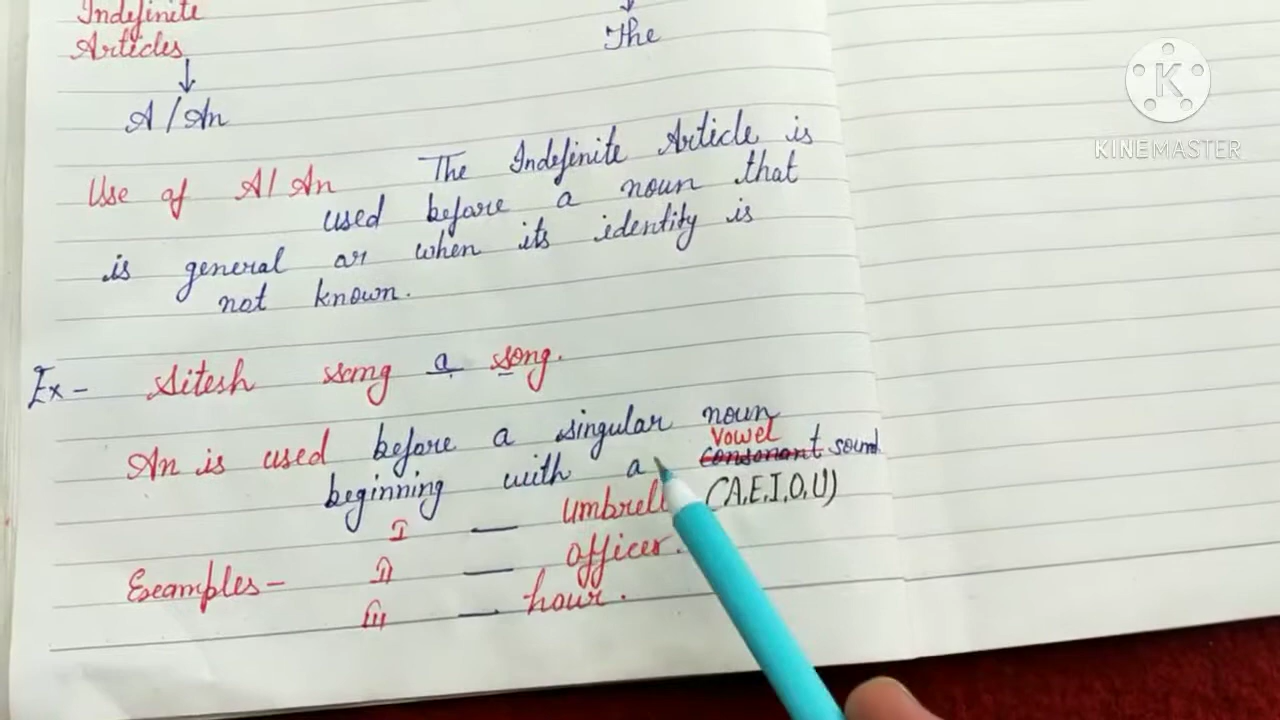 Indefinite
Articles
The
A/An
Use of A/An The Indefinite Article is
used before a noun that
is general or when its identity is
not known.
Ex- Sitesh sang a song.
An is used before a singular noun
beginning with a consonant vowel sound
(A,E,I,O,U)
Examples- I — Umbrell
II — officer.
III — hour.
K
KINEMASTER